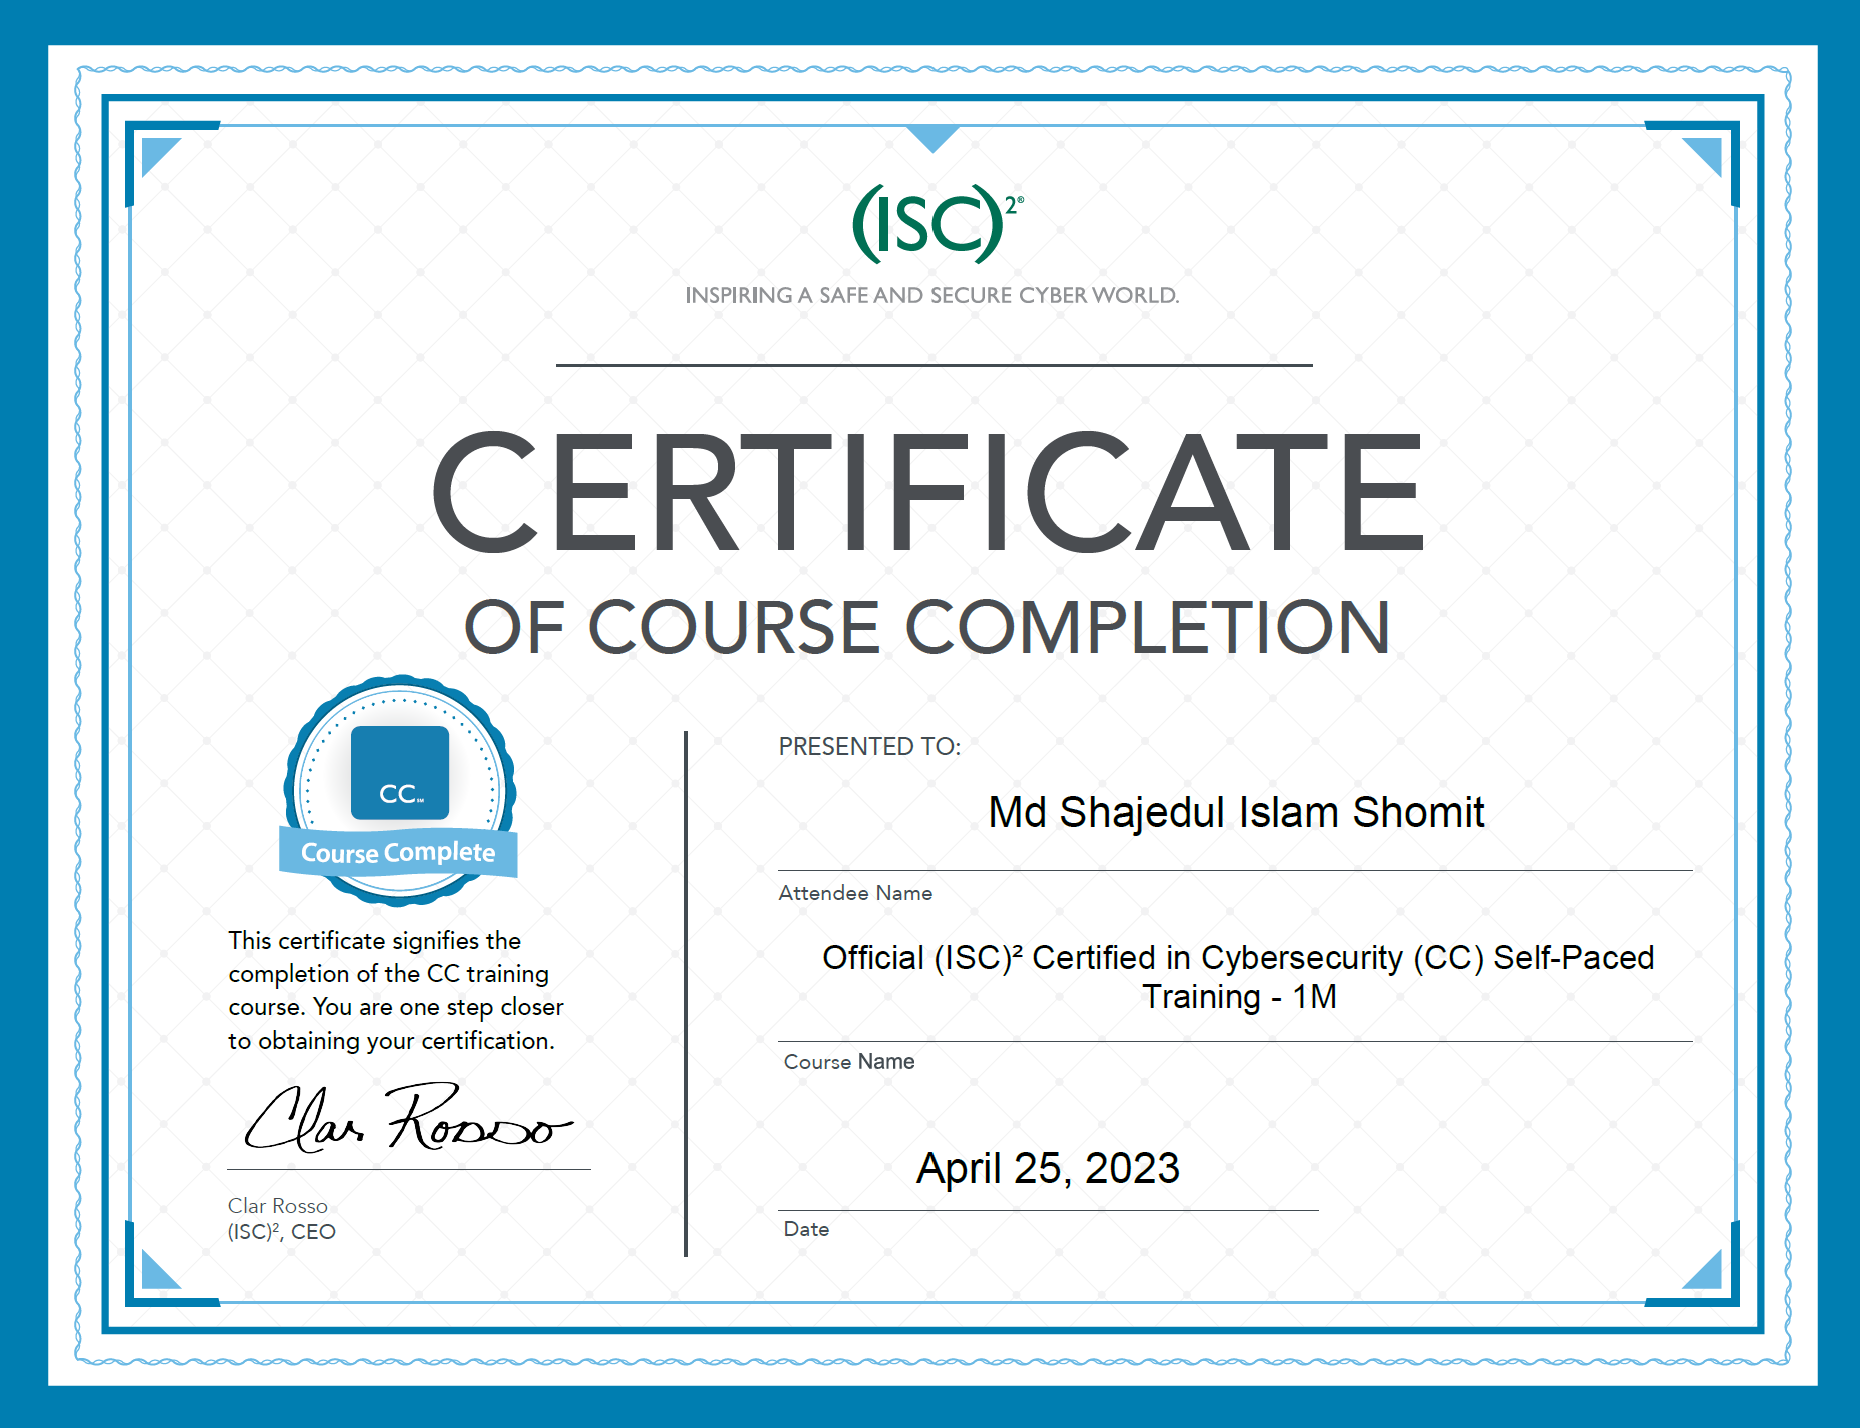 (ISC)²®
INSPIRING A SAFE AND SECURE CYBER WORLD.
CERTIFICATE
OF COURSE COMPLETION
CC℠
Course Complete
This certificate signifies the
completion of the CC training
course. You are one step closer
to obtaining your certification.
Clar Rosso
Clar Rosso
(ISC)², CEO
PRESENTED TO:
Md Shajedul Islam Shomit
Attendee Name
Official (ISC)² Certified in Cybersecurity (CC) Self-Paced
Training - 1M
Course Name
April 25, 2023
Date